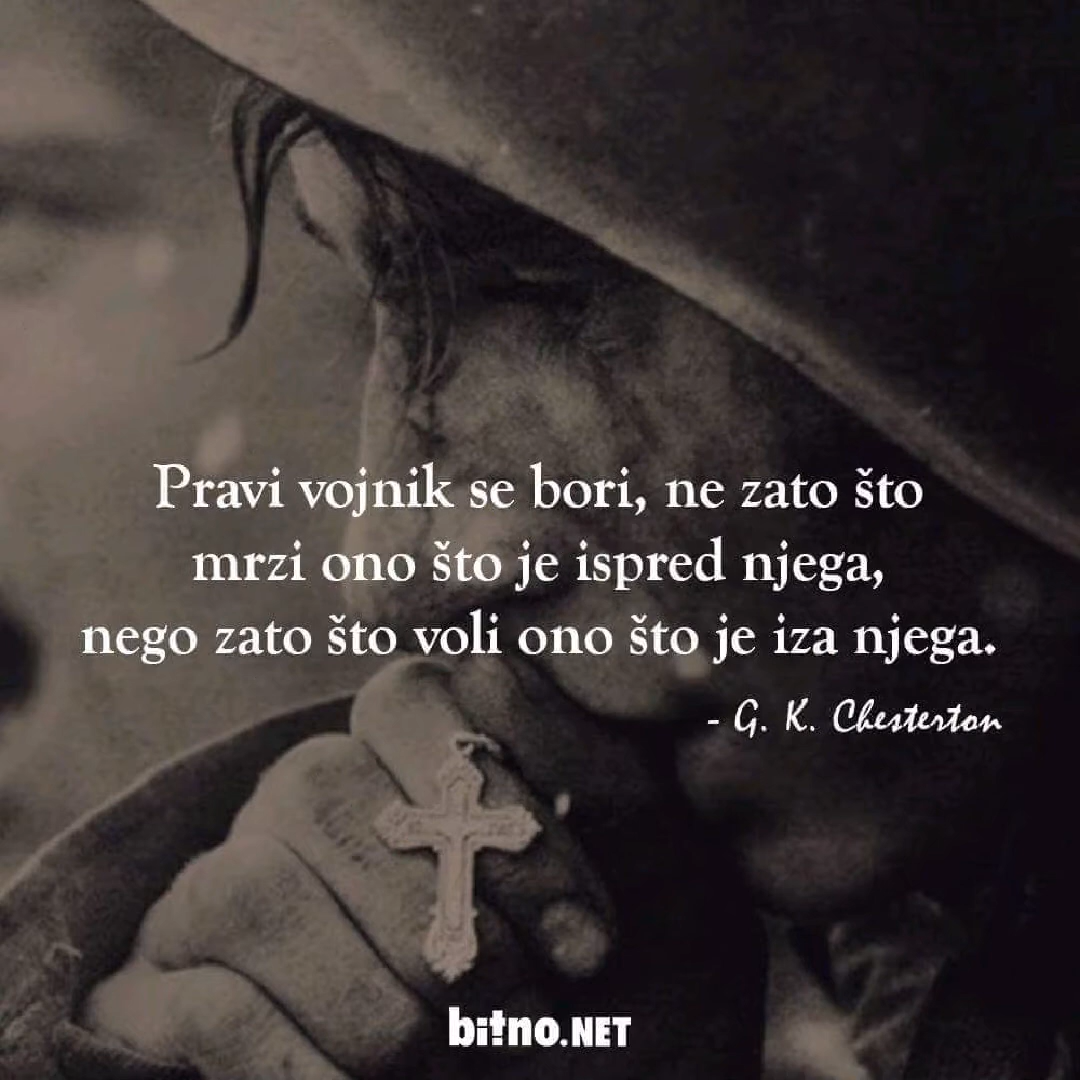 Pravi vojnik se bori, ne zato što
mrzi ono što je ispred njega,
nego zato što voli ono što je iza njega.
- G. K. Chesterton
bitno.NET